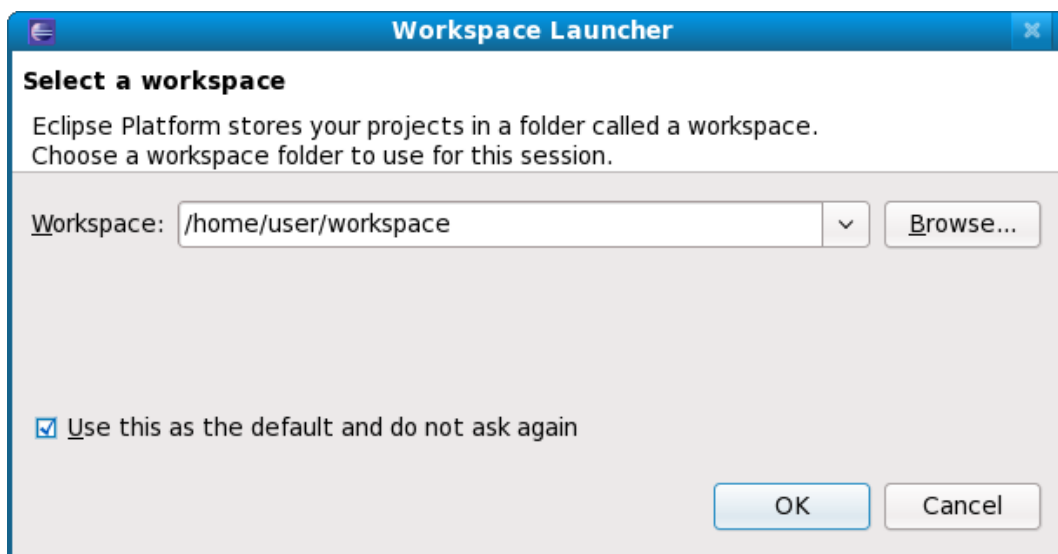 Workspace Launcher
Select a workspace
Eclipse Platform stores your projects in a folder called a workspace.
Choose a workspace folder to use for this session.
Workspace: /home/user/workspace Browse...
Use this as the default and do not ask again
OK Cancel